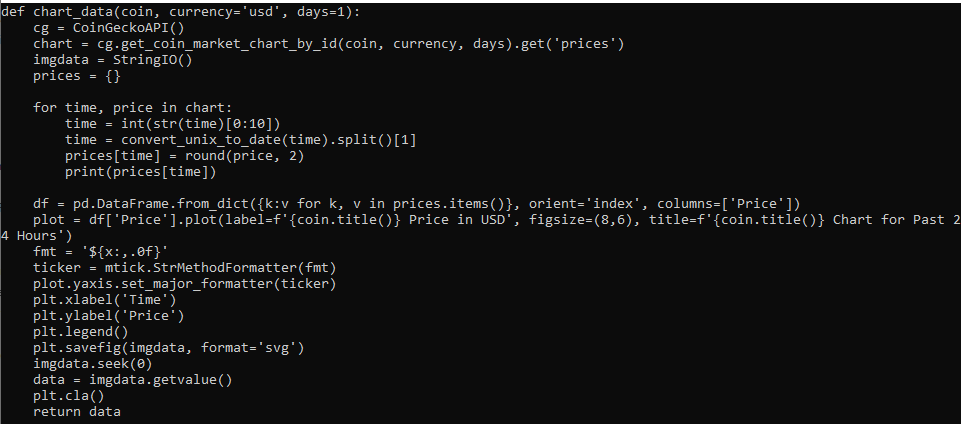 def chart_data(coin, currency='usd', days=1):
    cg = CoinGeckoAPI()
    chart = cg.get_coin_market_chart_by_id(coin, currency, days).get('prices')
    imgdata = StringIO()
    prices = {}

    for time, price in chart:
        time = int(str(time)[0:10])
        time = convert_unix_to_date(time).split()[1]
        prices[time] = round(price, 2)
        print(prices[time])

    df = pd.DataFrame.from_dict({k:v for k, v in prices.items()}, orient='index', columns=['Price'])
    plot = df['Price'].plot(label=f'{coin.title()} Price in USD', figsize=(8,6), title=f'{coin.title()} Chart for Past 2
4 Hours')
    fmt = '${x:,.0f}'
    ticker = mtick.StrMethodFormatter(fmt)
    plot.yaxis.set_major_formatter(ticker)
    plt.xlabel('Time')
    plt.ylabel('Price')
    plt.legend()
    plt.savefig(imgdata, format='svg')
    imgdata.seek(0)
    data = imgdata.getvalue()
    plt.cla()
    return data